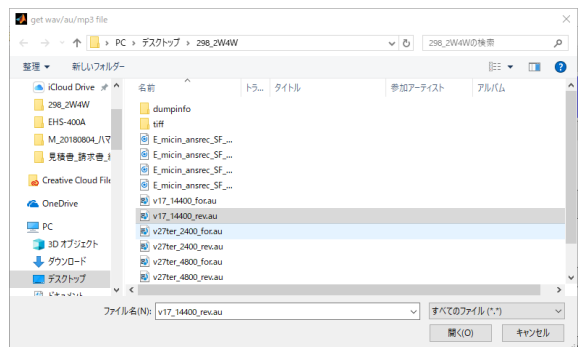 get wav/au/mp3 file
PC › デスクトップ › 298_2W4W
298_2W4Wの検索
整理 新しいフォルダー
iCloud Drive
298_2W4W
EHS-400A
M_20180804_ハマ
見積書_請求書_
Creative Cloud File
OneDrive
PC
3D オブジェクト
ダウンロード
デスクトップ
名前 トラ... タイトル 参加アーティスト アルバム
dumpinfo
tiff
E_micin_ansrec_SF_...
E_micin_ansrec_SF_...
E_micin_ansrec_SF_...
E_micin_ansrec_SF_...
v17_14400_for.au
v17_14400_rev.au
v27ter_2400_for.au
v27ter_2400_rev.au
v27ter_4800_for.au
v27ter_4800_rev.au
ファイル名(N): v17_14400_rev.au すべてのファイル (*.*)
開く(O) キャンセル